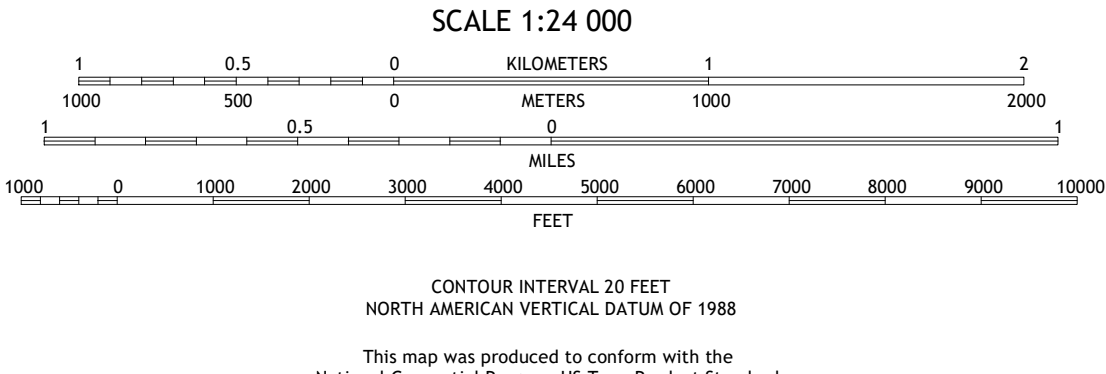 SCALE 1:24 000
1 0.5 0 KILOMETERS 1 2
1000 500 0 METERS 1000 2000
1 0.5 0 1
MILES
1000 0 1000 2000 3000 4000 5000 6000 7000 8000 9000 10000
FEET
CONTOUR INTERVAL 20 FEET
NORTH AMERICAN VERTICAL DATUM OF 1988
This map was produced to conform with the